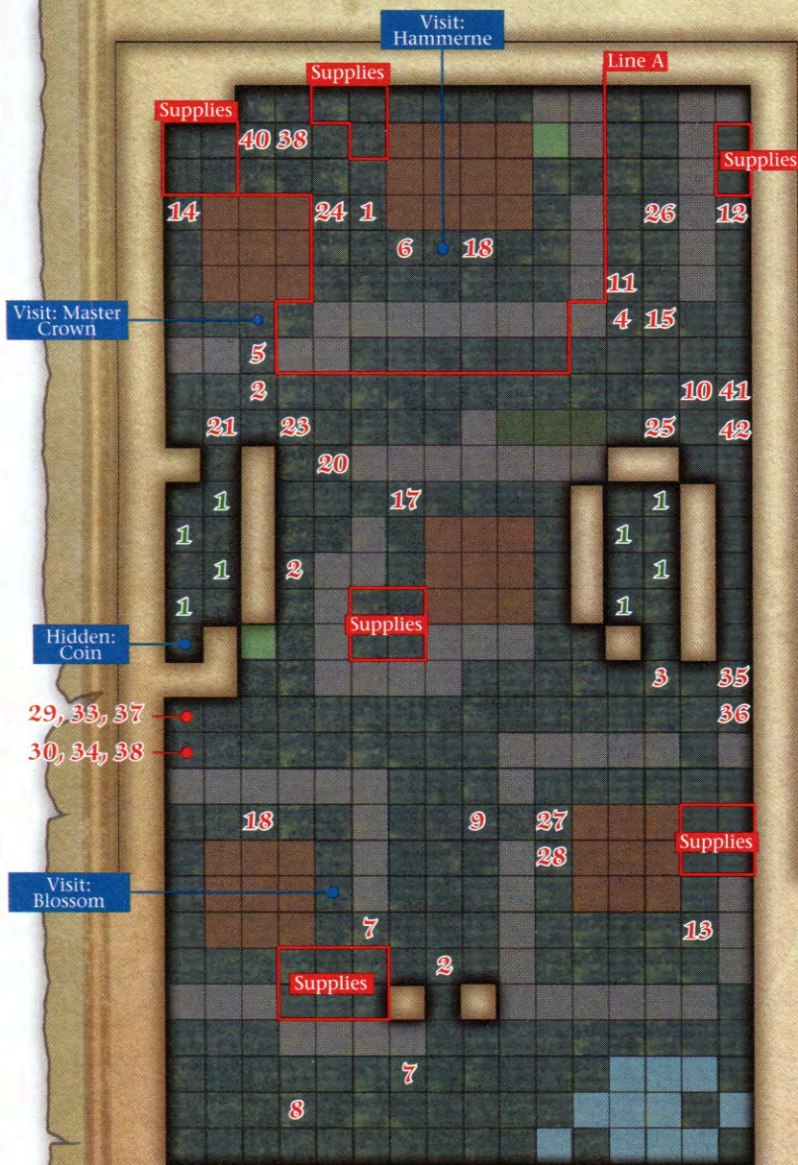 Visit:
Hammerne
Supplies
Line A
Supplies
40 38
Supplies
14 24 1 26 12
6 18
11
Visit: Master
Crown
4 15
5
2 10 41
21 23 25 42
20
1 17 1
1 1
1 2 1
1 1
Supplies
Hidden:
Coin
3 35
29, 33, 37 36
30, 34, 38
18 9 27
Supplies
28
Visit:
Blossom
7 13
2
Supplies
7
8